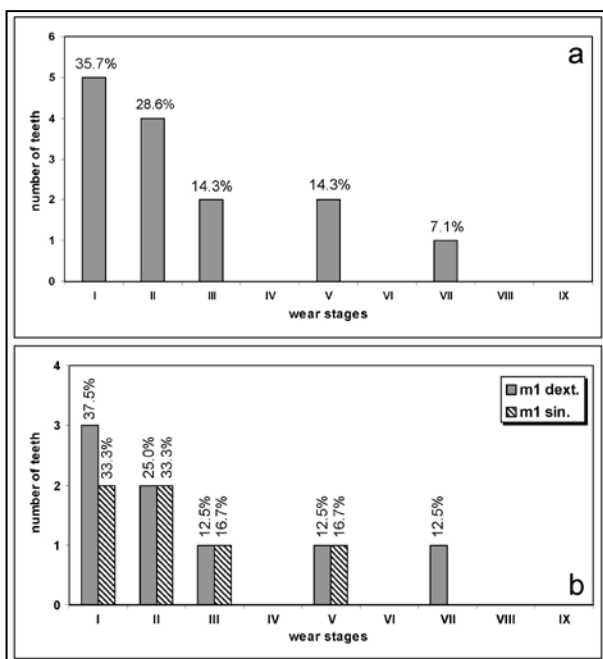 a
6
5
4
3
2
1
0
number of teeth
35.7%
28.6%
14.3%
14.3%
7.1%
I II III IV V VI VII VIII IX
wear stages
b
4
3
2
1
0
number of teeth
m1 dext.
m1 sin.
37.5%
33.3%
25.0%
33.3%
12.5%
16.7%
12.5%
16.7%
12.5%
I II III IV V VI VII VIII IX
wear stages